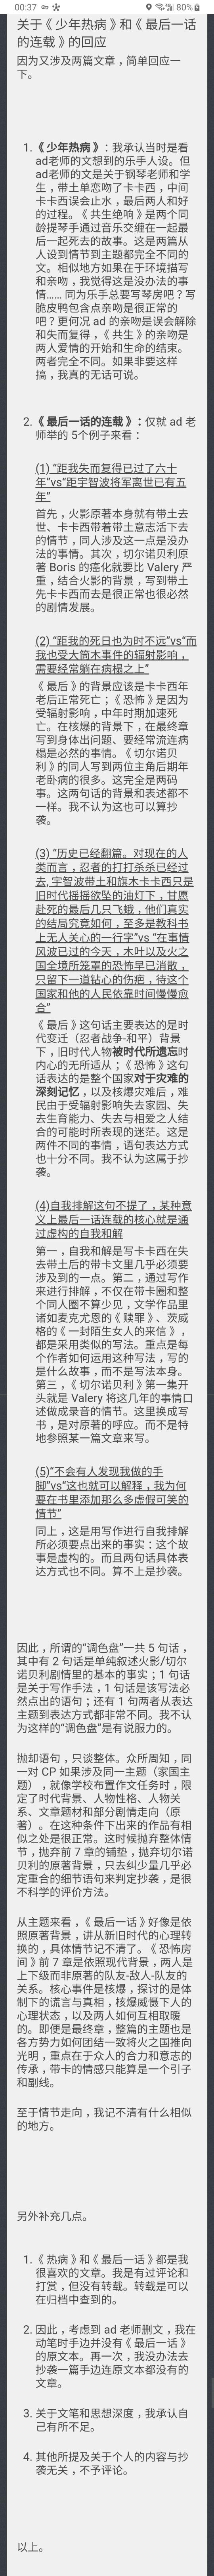 00:37
80%
关于《少年热病》和《最后一话
的连载》的回应
因为又涉及两篇文章，简单回应一
下。
1. 《少年热病》：我承认当时是看
ad老师的文想到的乐手人设。但
ad老师的文是关于钢琴老师和学
生，带土单恋吻了卡卡西，中间
卡卡西误会止水，最后两人和好
的过程。《共生绝响》是两个同
龄提琴手通过音乐交缠在一起最
后一起死去的故事。这是两篇从
人设到情节到主题都完全不同的
文。相似地方如果在于环境描写
和亲吻，我觉得这是没办法的事
情…… 同为乐手总要写琴房吧？写
脆皮鸭包含点亲吻是很正常的
吧？更何况 ad 的亲吻是误会解除
和失而复得，《共生》的亲吻是
两人爱情的开始和生命的结束。
两者完全不同。如果非要这样
搞，我真的无话可说。
2. 《最后一话的连载》：仅就 ad 老
师举的 5个例子来看：
(1) “距我失而复得已过了六十
年”vs“距宇智波将军离世已有五
年”
首先，火影原著本身就有带土去
世、卡卡西带着带土意志活下去
的情节，同人涉及这一点是没办
法的事情。其次，切尔诺贝利原
著 Boris 的癌化就要比 Valery 严
重，结合火影的背景，写到带土
先卡卡西而去是很正常也很必然
的剧情发展。
(2) “距我的死日也为时不远”vs“而
我也受大筒木事件的辐射影响，
需要经常躺在病榻之上”
《最后》的背景应该是卡卡西年
老后正常死亡；《恐怖》是因为
受辐射影响，中年时期加速死
亡。在核爆的背景下，在最终章
写到身体出问题、要经常流连病
榻是必然的事情。《切尔诺贝
利》的同人写到两位主角后期年
老卧病的很多。这完全是两码
事。这两句话的背景和表述都不
一样。我不认为这也可以算抄
袭。
(3) “历史已经翻篇。对现在的人
类而言，忍者的打打杀杀已经过
去, 宇智波带土和旗木卡卡西只是
旧时代摇摇欲坠的油灯下，甘愿
赴死的最后几只飞蛾，他们真实
的结局究竟如何，至多是教科书
上无人关心的一行字”vs “在事情
风波已过的今天，木叶以及火之
国全境所笼罩的恐怖早已消散，
只留下一道钻心的伤疤，待这个
国家和他的人民依靠时间慢慢愈
合”
《最后》这句话主要表达的是时
代变迁（忍者战争-和平）背景
下，旧时代人物被时代所遗忘时
内心的无所适从；《恐怖》这句
话表达的是整个国家对于灾难的
深刻记忆，以及核爆灾难后，难
民由于受辐射影响失去家园、失
去生育能力、失去与相爱之人结
合的可能时所表现的迷茫。这是
两件不同的事情，语句表达方式
也十分不同。我不认为这属于抄
袭。
(4)自我排解这句不提了，某种意
义上最后一话连载的核心就是通
过虚构的自我和解
第一，自我和解是写卡卡西在失
去带土后的带卡文里几乎必须要
涉及到的一点。第二，通过写作
来进行排解，不仅在带卡圈和整
个同人圈不算少见，文学作品里
诸如麦克尤恩的《赎罪》、茨威
格的《一封陌生女人的来信》，
都是采用类似的写法。重点是每
个作者如何运用这种写法，写的
是什么故事，而不是写法本身。
第三，《切尔诺贝利》第一集开
头就是 Valery 将这几年的事情口
述做成录音的情节。这里换成写
书，是对原著的呼应。而不是特
地参照某一篇文章来写。
(5)“不会有人发现我做的手
脚”vs“这也就可以解释，我为何
要在书里添加那么多虚假可笑的
情节”
同上，这是用写作进行自我排解
所必须要点出来的事实：这个故
事是虚构的。而且两句话具体表
达方式也不同。算不上是抄袭。
因此，所谓的“调色盘”一共 5 句话，
其中有 2 句话是单纯叙述火影/切尔
诺贝利剧情里的基本的事实；1 句话
是关于写作手法，1 句话是该写法必
然点出的语句；还有 1 句两者从表达
主题到表达方式都非常不同。我不认
为这样的“调色盘”是有说服力的。
抛却语句，只谈整体。众所周知，同
一对 CP 如果涉及同一主题（家国主
题），就像学校布置作文任务时，限
定了时代背景、人物性格、人物关
系、文章题材和部分剧情走向（原
著）。在这种条件下出来的作品有相
似之处是很正常。这时候抛弃整体情
节，抛弃前 7 章的铺垫，抛弃切尔诺
贝利的原著背景，只去纠少量几乎必
定重合的细节语句来判定抄袭，是很
不科学的评价方法。
从主题来看，《最后一话》好像是依
照原著背景，讲从新旧时代的心理转
换的，具体情节记不清了。《恐怖房
间》前 7 章是依照现代背景，两人是
上下级而非原著的队友-敌人-队友的
关系。核心事件是核爆，探讨的是体
制下的谎言与真相，核爆威慑下人的
心理状态，以及两人如何互相取暖
的。即便是最终章，整篇的主题也是
各方势力如何团结一致将火之国推向
光明，重点在于众人的合力和意志的
传承，带卡的情感只能算是一个引子
和副线。
至于情节走向，我记不清有什么相似
的地方。
另外补充几点。
1. 《热病》和《最后一话》都是我
很喜欢的文章。我是有过评论和
打赏，但没有转载。转载是可以
在归档中查到的。
2. 因此，考虑到 ad 老师删文，我在
动笔时手边并没有《最后一话》
的原文本。再一次，我没办法去
抄袭一篇手边连原文本都没有的
文章。
3. 关于文笔和思想深度，我承认自
己有所不足。
4. 其他所提及关于个人的内容与抄
袭无关，不予评论。
以上。